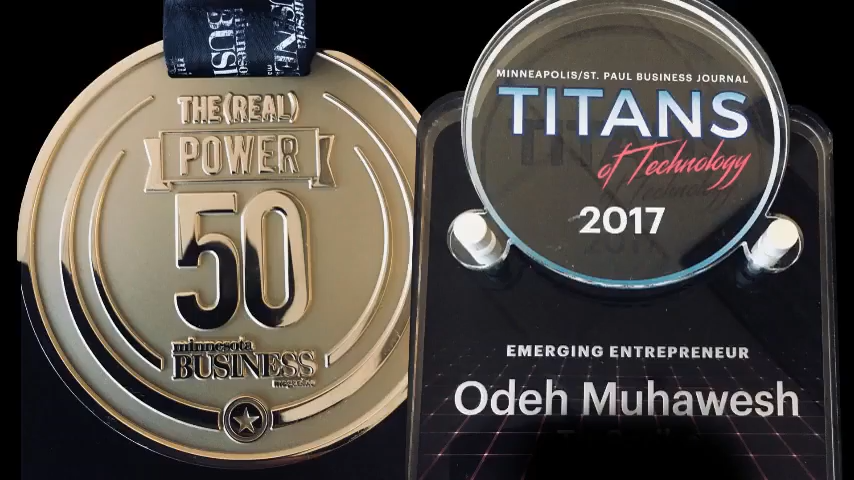 THE (REAL)
POWER
50
minnesota
BUSINESS
magazine
MINNEAPOLIS/ST. PAUL BUSINESS JOURNAL
TITANS
of Technology
2017
EMERGING ENTREPRENEUR
Odeh Muhawesh